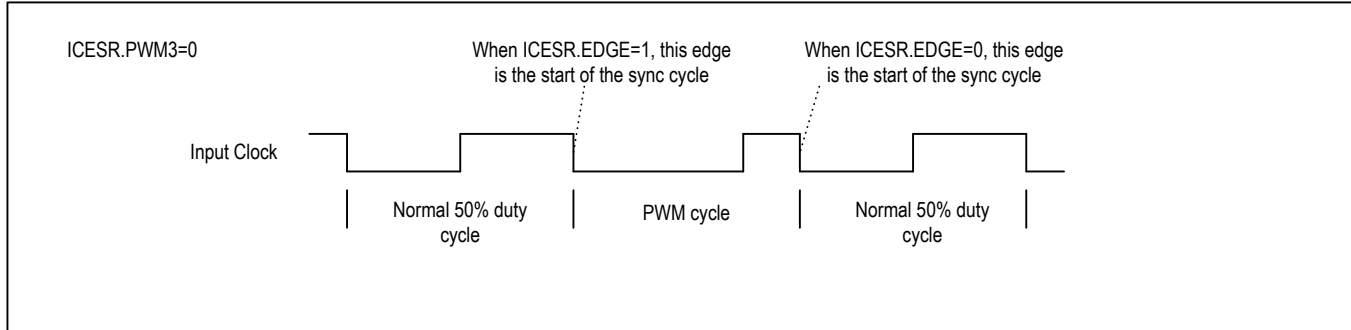 ICESR.PWM3=0
When ICESR.EDGE=1, this edge
is the start of the sync cycle
When ICESR.EDGE=0, this edge
is the start of the sync cycle
Input Clock
Normal 50% duty
cycle
PWM cycle
Normal 50% duty
cycle